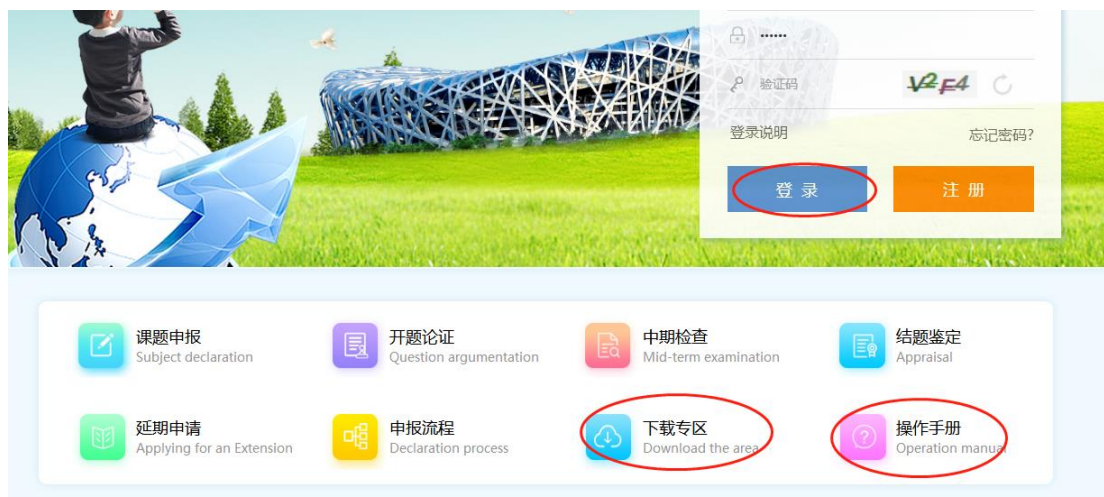 ••••••
验证码 V2F4
登录说明 忘记密码?
登 录 注 册
课题申报 开题论证 中期检查 结题鉴定
Subject declaration Question argumentation Mid-term examination Appraisal
延期申请 申报流程 下载专区 操作手册
Applying for an Extension Declaration process Download the area Operation manual